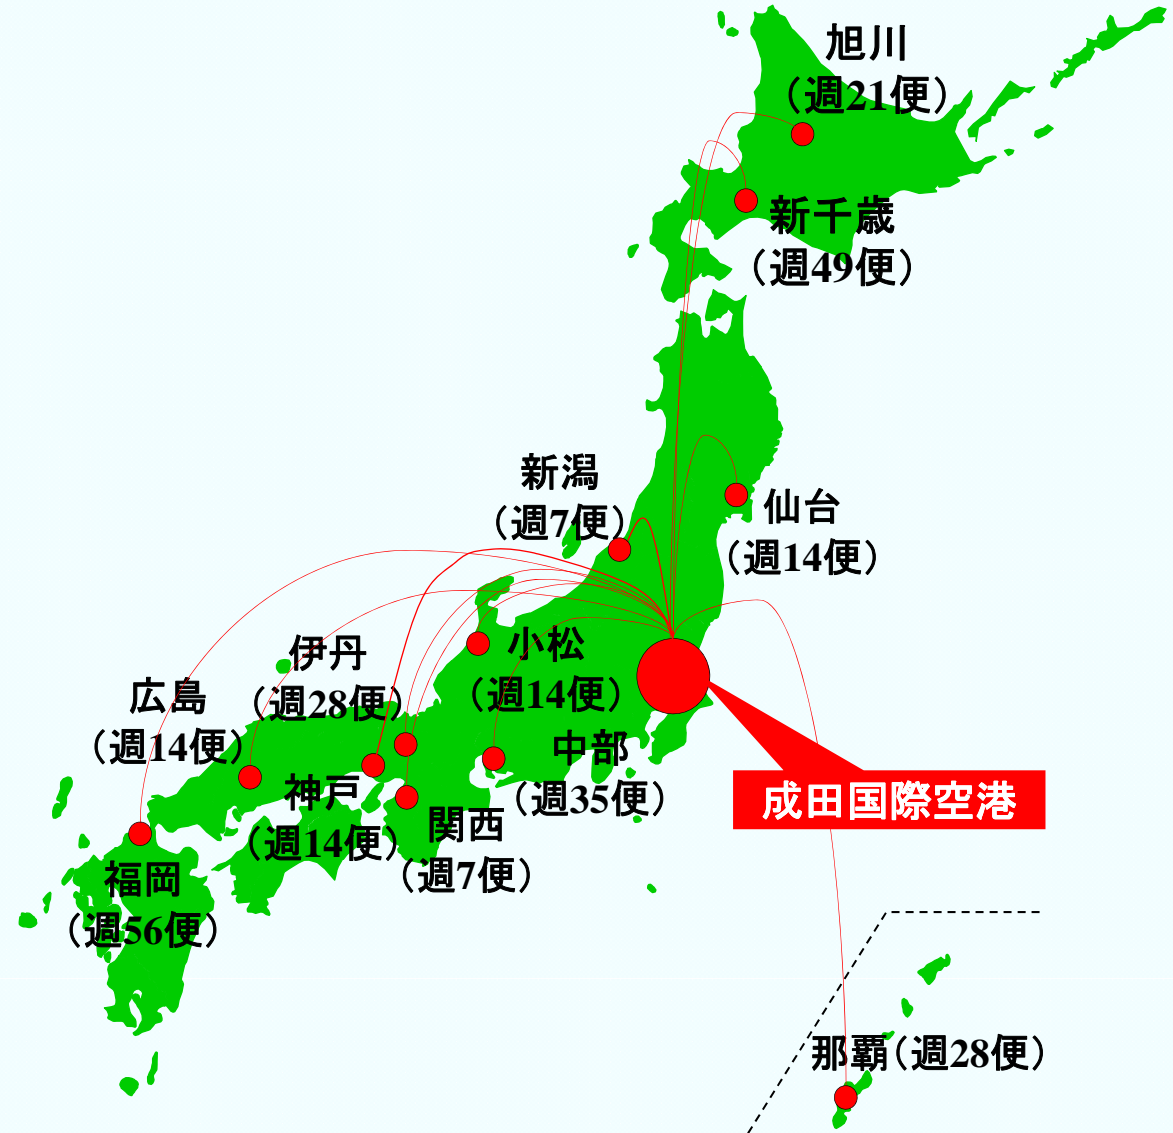 旭川
（週21便）
新千歳
（週49便）
新潟
（週7便）
仙台
（週14便）
伊丹
（週28便）
小松
（週14便）
広島
（週14便）
中部
（週35便）
神戸
（週14便）
関西
（週7便）
成田国際空港
福岡
（週56便）
那覇（週28便）